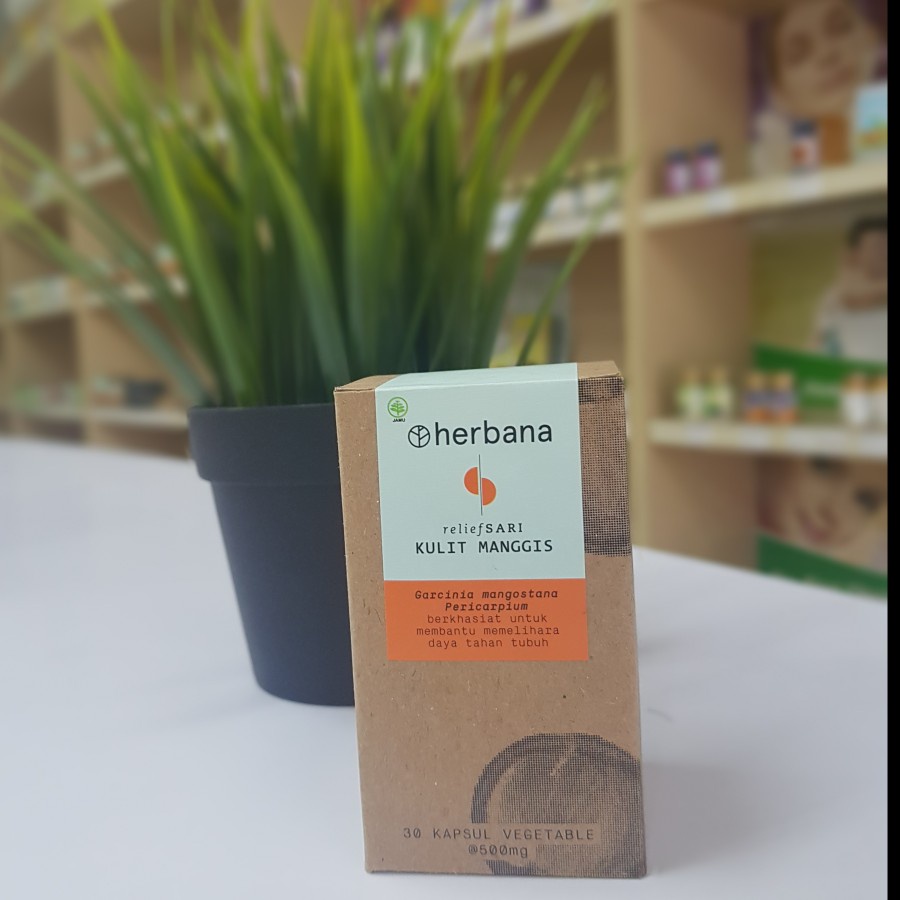 JAMU
herbana
reliefSARI
KULIT MANGGIS
Garcinia mangostana
Pericarpium
berkhasiat untuk
membantu memelihara
daya tahan tubuh
30 KAPSUL VEGETABLE
@500mg